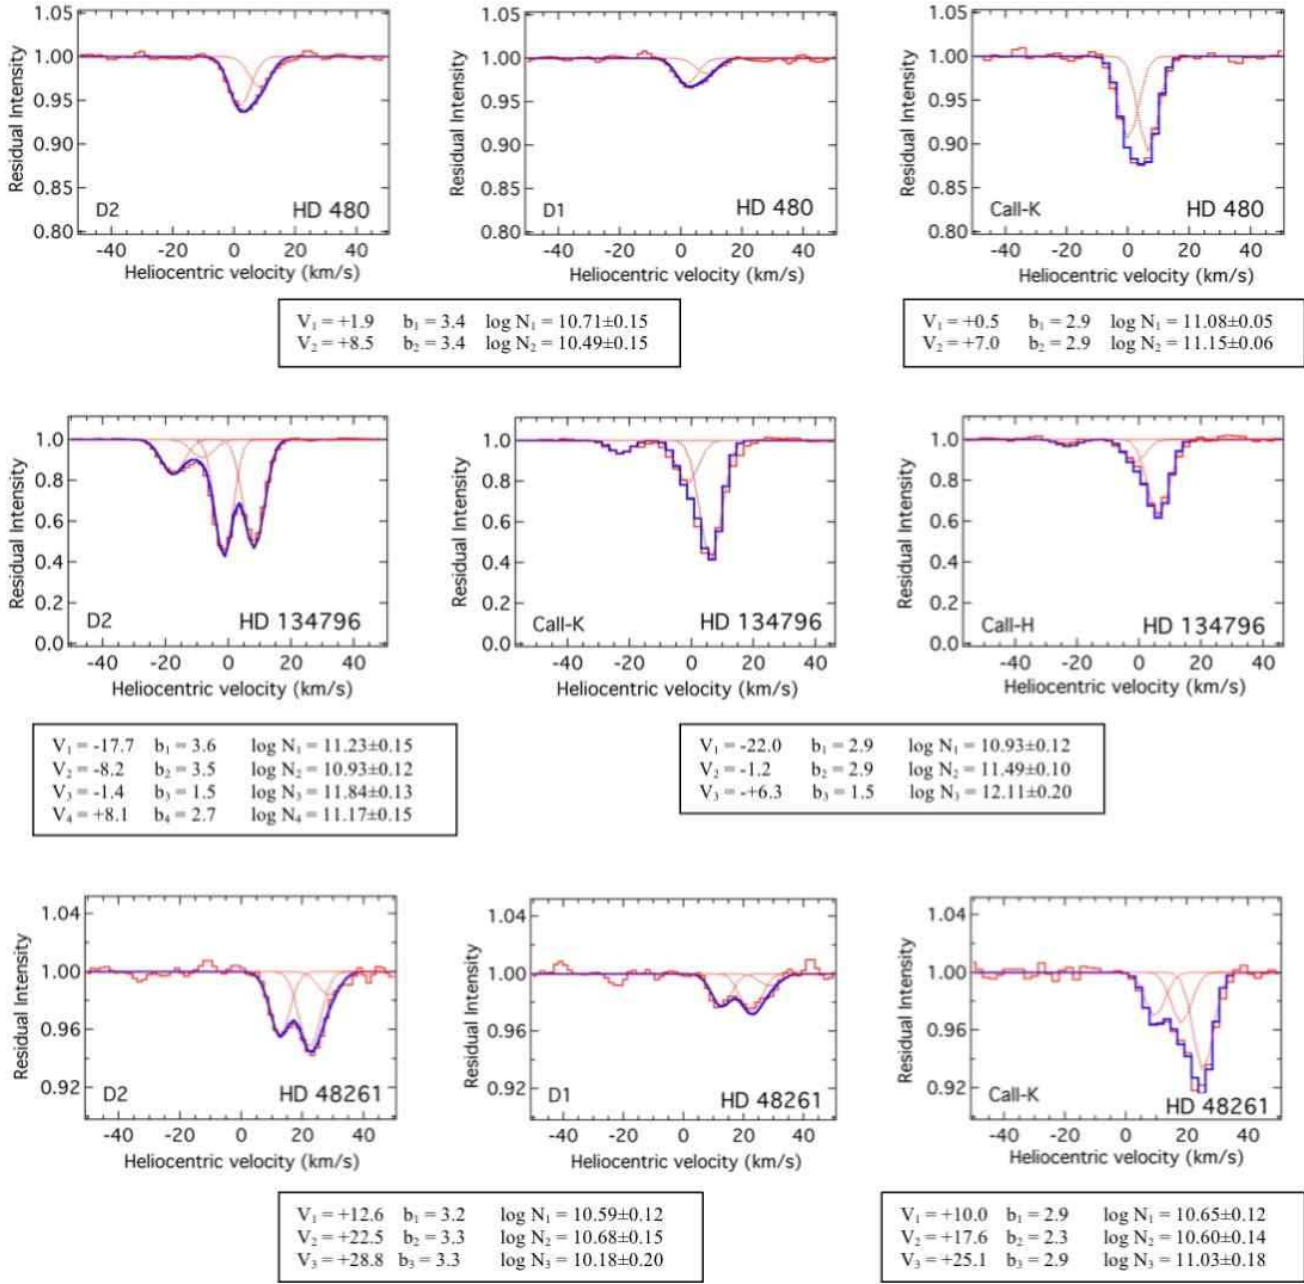 1.05
1.00
0.95
0.90
0.85
0.80
Residual Intensity
D2
HD 480
-40 -20 0 20 40
Heliocentric velocity (km/s)
1.05
1.00
0.95
0.90
0.85
0.80
Residual Intensity
D1
HD 480
-40 -20 0 20 40
Heliocentric velocity (km/s)
1.05
1.00
0.95
0.90
0.85
0.80
Residual Intensity
CaII-K
HD 480
-40 -20 0 20 40
Heliocentric velocity (km/s)
V₁ = +1.9 b₁ = 3.4 log N₁ = 10.71±0.15
V₂ = +8.5 b₂ = 3.4 log N₂ = 10.49±0.15
V₁ = +0.5 b₁ = 2.9 log N₁ = 11.08±0.05
V₂ = +7.0 b₂ = 2.9 log N₂ = 11.15±0.06
1.0
0.8
0.6
0.4
0.2
0.0
Residual Intensity
D2
HD 134796
-40 -20 0 20 40
Heliocentric velocity (km/s)
1.0
0.8
0.6
0.4
0.2
0.0
Residual Intensity
CaII-K
HD 134796
-40 -20 0 20 40
Heliocentric velocity (km/s)
1.0
0.8
0.6
0.4
0.2
0.0
Residual Intensity
CaII-H
HD 134796
-40 -20 0 20 40
Heliocentric velocity (km/s)
V₁ = -17.7 b₁ = 3.6 log N₁ = 11.23±0.15
V₂ = -8.2 b₂ = 3.5 log N₂ = 10.93±0.12
V₃ = -1.4 b₃ = 1.5 log N₃ = 11.84±0.13
V₄ = +8.1 b₄ = 2.7 log N₄ = 11.17±0.15
V₁ = -22.0 b₁ = 2.9 log N₁ = 10.93±0.12
V₂ = -1.2 b₂ = 2.9 log N₂ = 11.49±0.10
V₃ = -+6.3 b₃ = 1.5 log N₃ = 12.11±0.20
1.04
1.00
0.96
0.92
Residual Intensity
D2
HD 48261
-40 -20 0 20 40
Heliocentric velocity (km/s)
1.04
1.00
0.96
0.92
Residual Intensity
D1
HD 48261
-40 -20 0 20 40
Heliocentric velocity (km/s)
1.04
1.00
0.96
0.92
Residual Intensity
CaII-K
HD 48261
-40 -20 0 20 40
Heliocentric velocity (km/s)
V₁ = +12.6 b₁ = 3.2 log N₁ = 10.59±0.12
V₂ = +22.5 b₂ = 3.3 log N₂ = 10.68±0.15
V₃ = +28.8 b₃ = 3.3 log N₃ = 10.18±0.20
V₁ = +10.0 b₁ = 2.9 log N₁ = 10.65±0.12
V₂ = +17.6 b₂ = 2.3 log N₂ = 10.60±0.14
V₃ = +25.1 b₃ = 2.9 log N₃ = 11.03±0.18